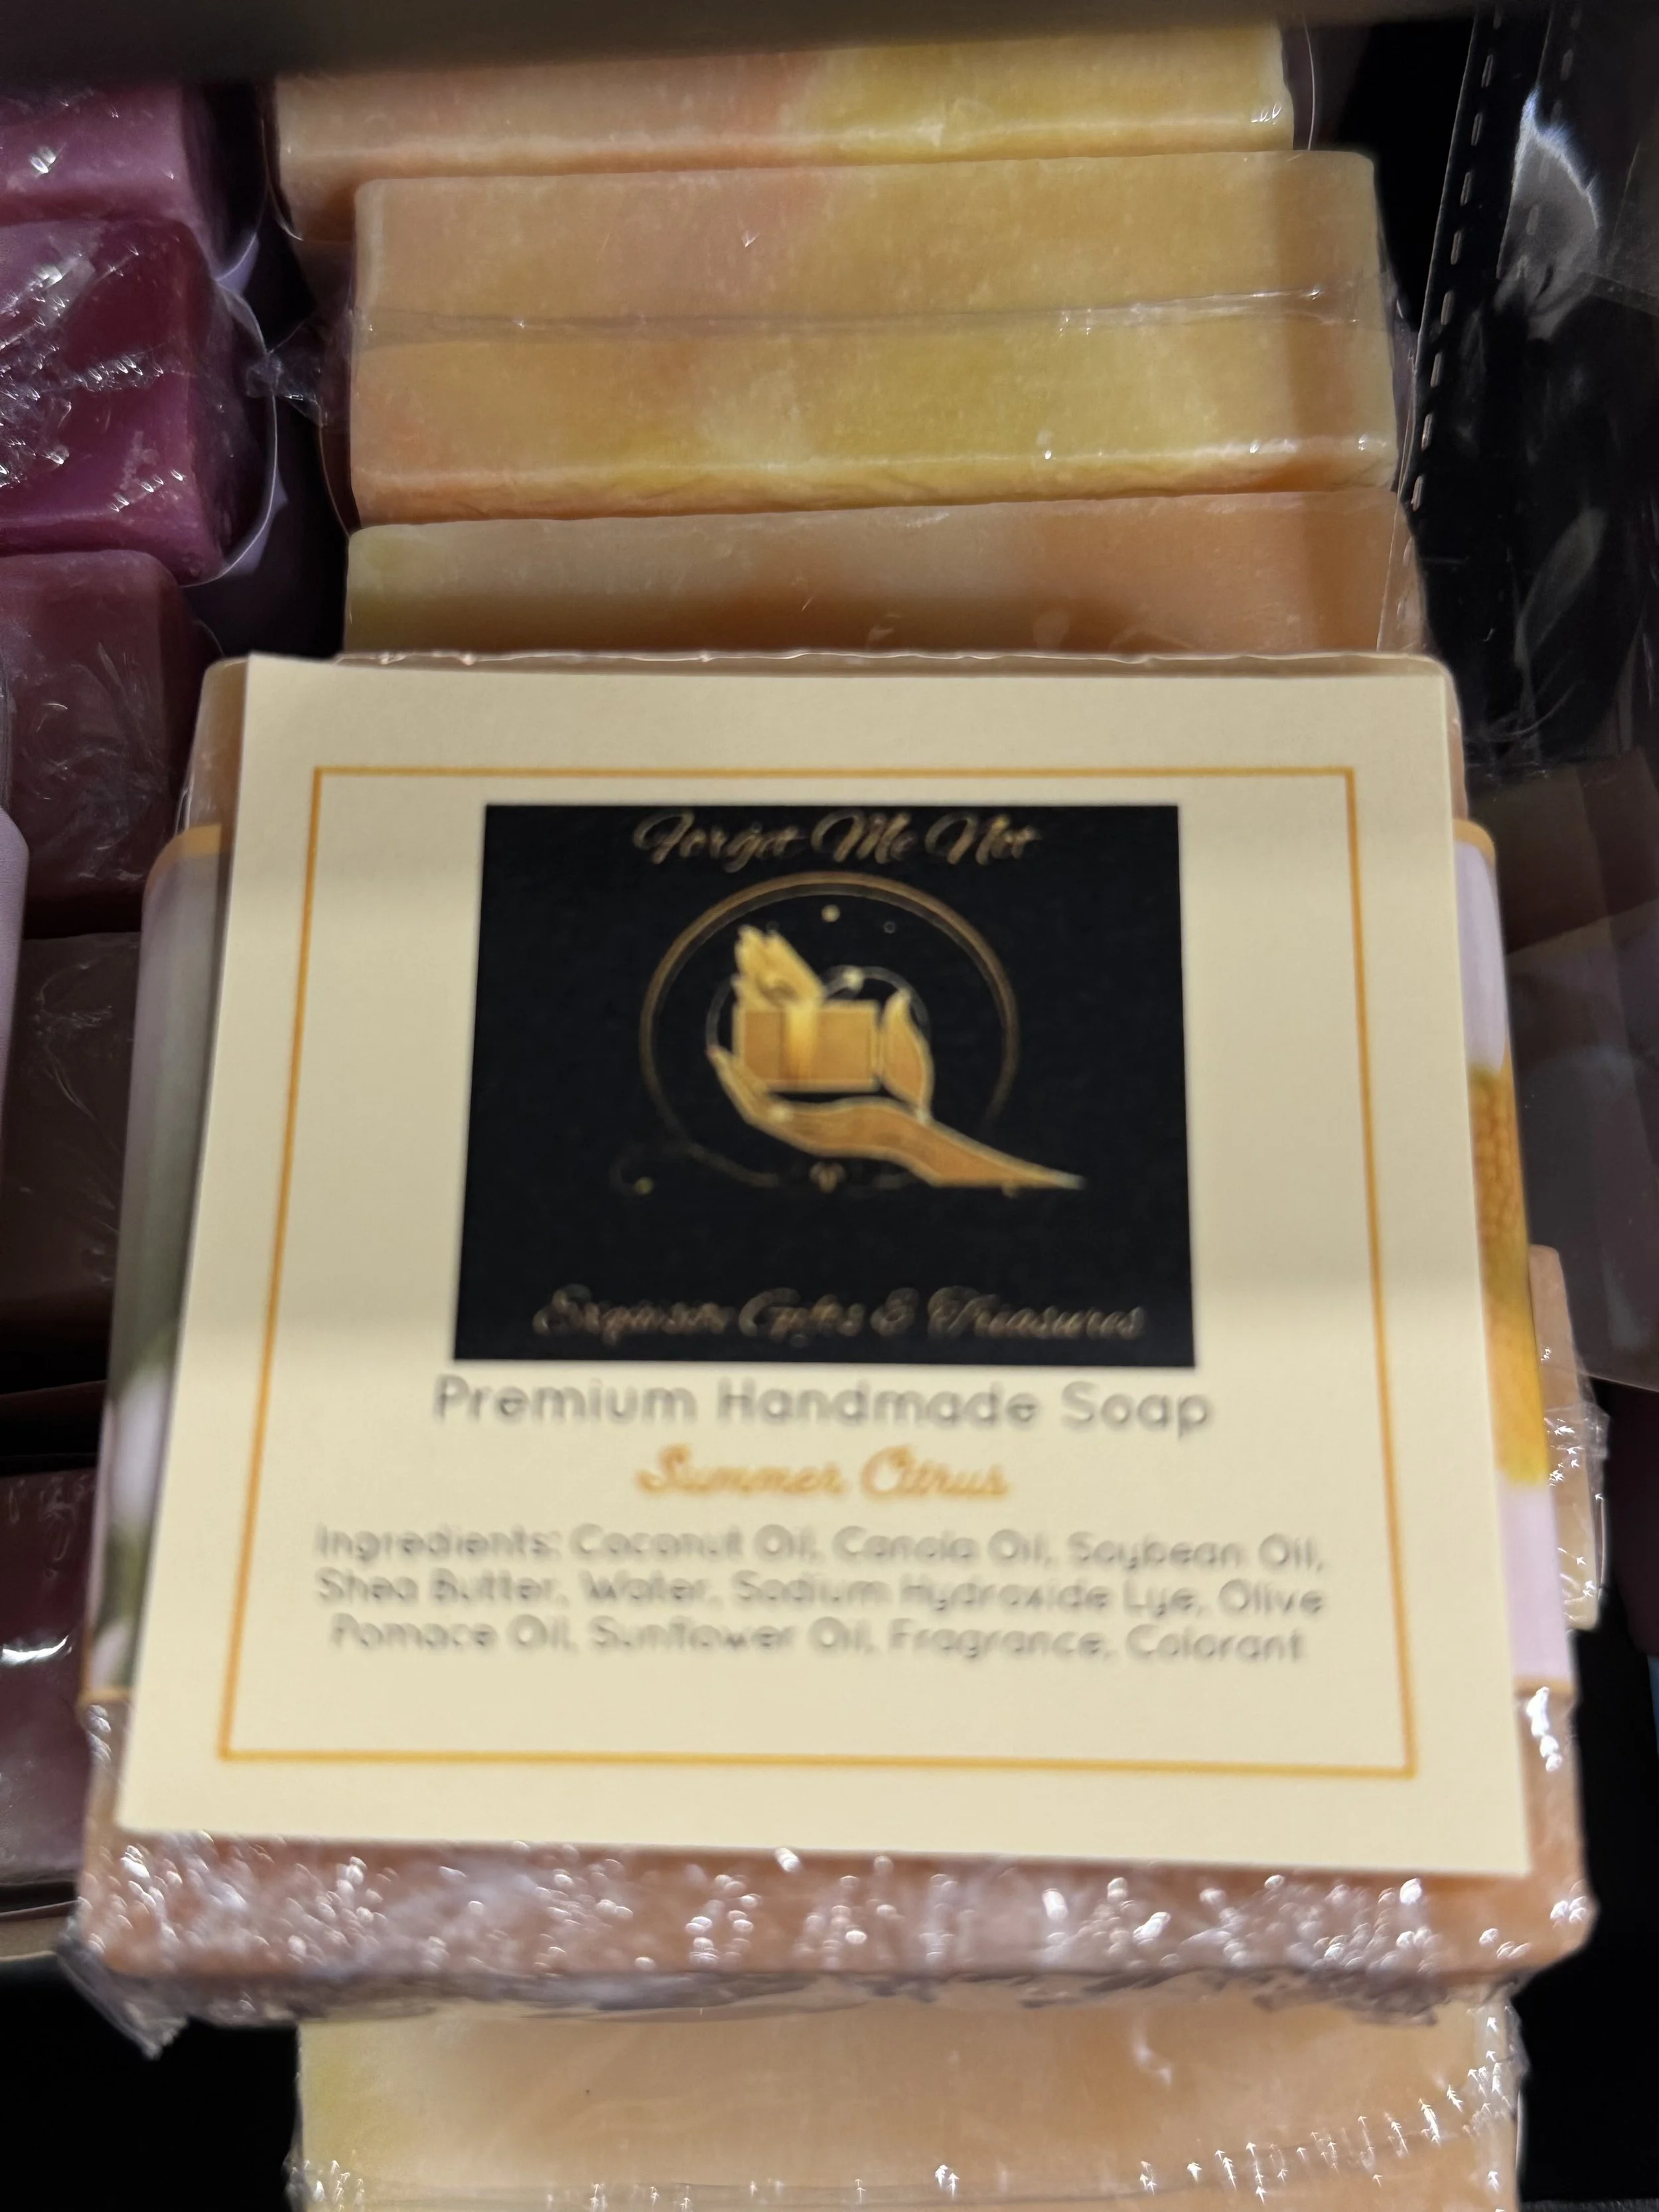 Forget Me Not
Exquisite Gifts & Treasures
Premium Handmade Soap
Summer Citrus
Ingredients: Coconut Oil, Canola Oil, Soybean Oil,
Shea Butter, Water, Sodium Hydroxide Lye, Olive
Pomace Oil, Sunflower Oil, Fragrance, Colorant